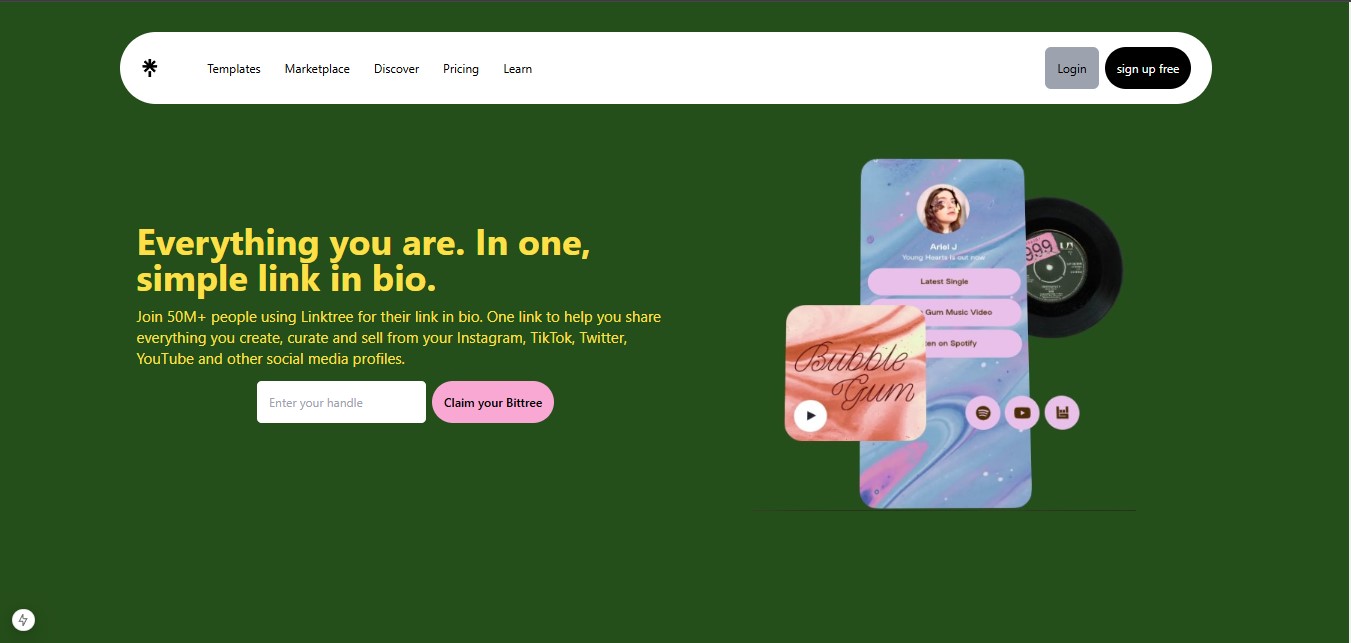 Templates Marketplace Discover Pricing Learn Login sign up free
Everything you are. In one,
simple link in bio.
Join 50M+ people using Linktree for their link in bio. One link to help you share
everything you create, curate and sell from your Instagram, TikTok, Twitter,
YouTube and other social media profiles.
Enter your handle Claim your Bittree
Ariel J
Young Hearts is out now
Latest Single
Gum Music Video
on Spotify
Bubble
Gum
999